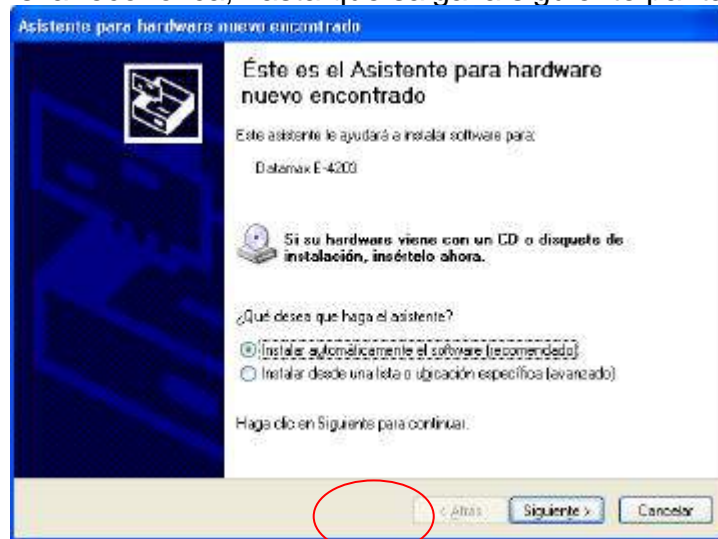 Asistente para hardware nuevo encontrado
Éste es el Asistente para hardware
nuevo encontrado
Este asistente le ayudará a instalar software para:
Datamax E-4203
Si su hardware viene con un CD o disquete de
instalación, insértelo ahora.
¿Qué desea que haga el asistente?
Instalar automáticamente el software (recomendado)
Instalar desde una lista o ubicación específica (avanzado)
Haga clic en Siguiente para continuar.
< Atrás Siguiente > Cancelar